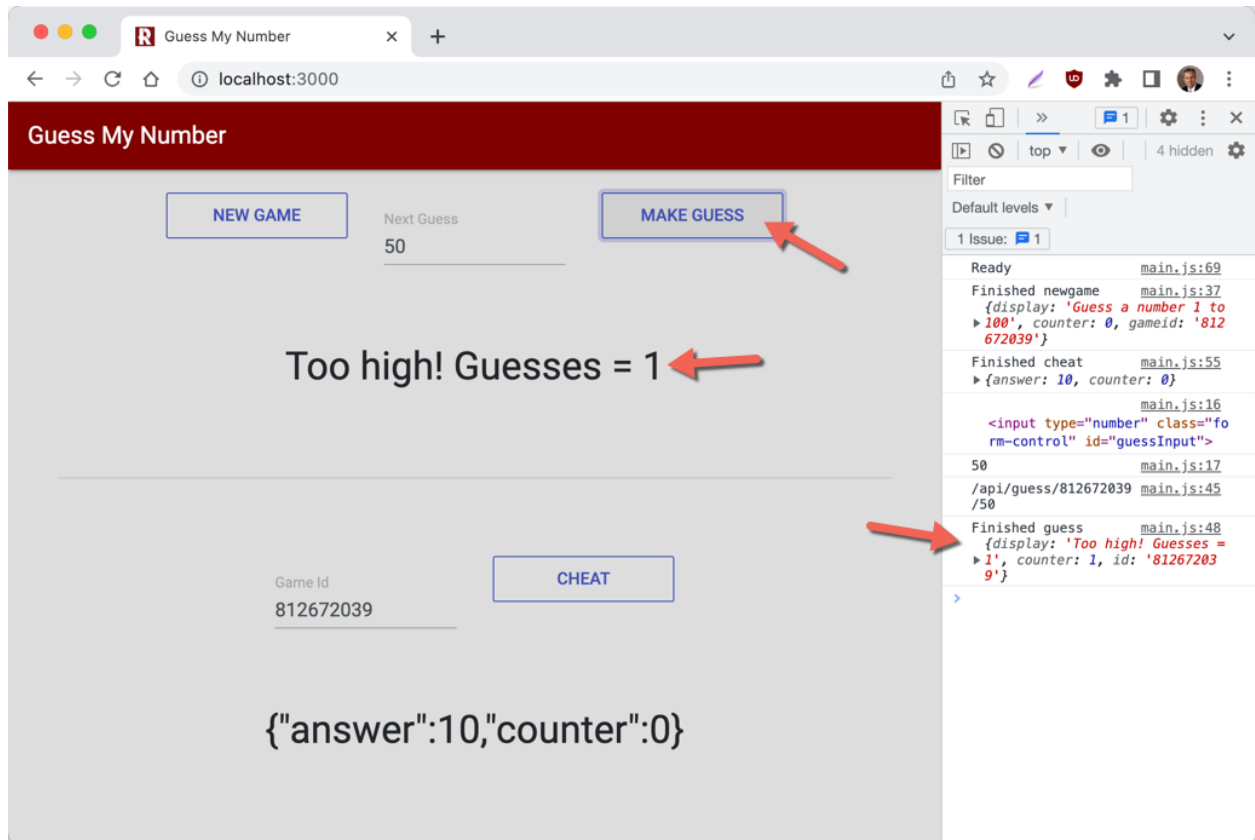 Guess My Number
localhost:3000
Guess My Number
NEW GAME
Next Guess
50
MAKE GUESS
Too high! Guesses = 1
Game Id
812672039
CHEAT
{"answer":10,"counter":0}
1
top
4 hidden
Filter
Default levels
1 Issue: 1
Ready main.js:69
Finished newgame main.js:37
{display: 'Guess a number 1 to
100', counter: 0, gameid: '812
672039'}
Finished cheat main.js:55
{answer: 10, counter: 0}
main.js:16
<input type="number" class="fo
rm-control" id="guessInput">
50 main.js:17
/api/guess/812672039 main.js:45
/50
Finished guess main.js:48
{display: 'Too high! Guesses =
1', counter: 1, id: '81267203
9'}